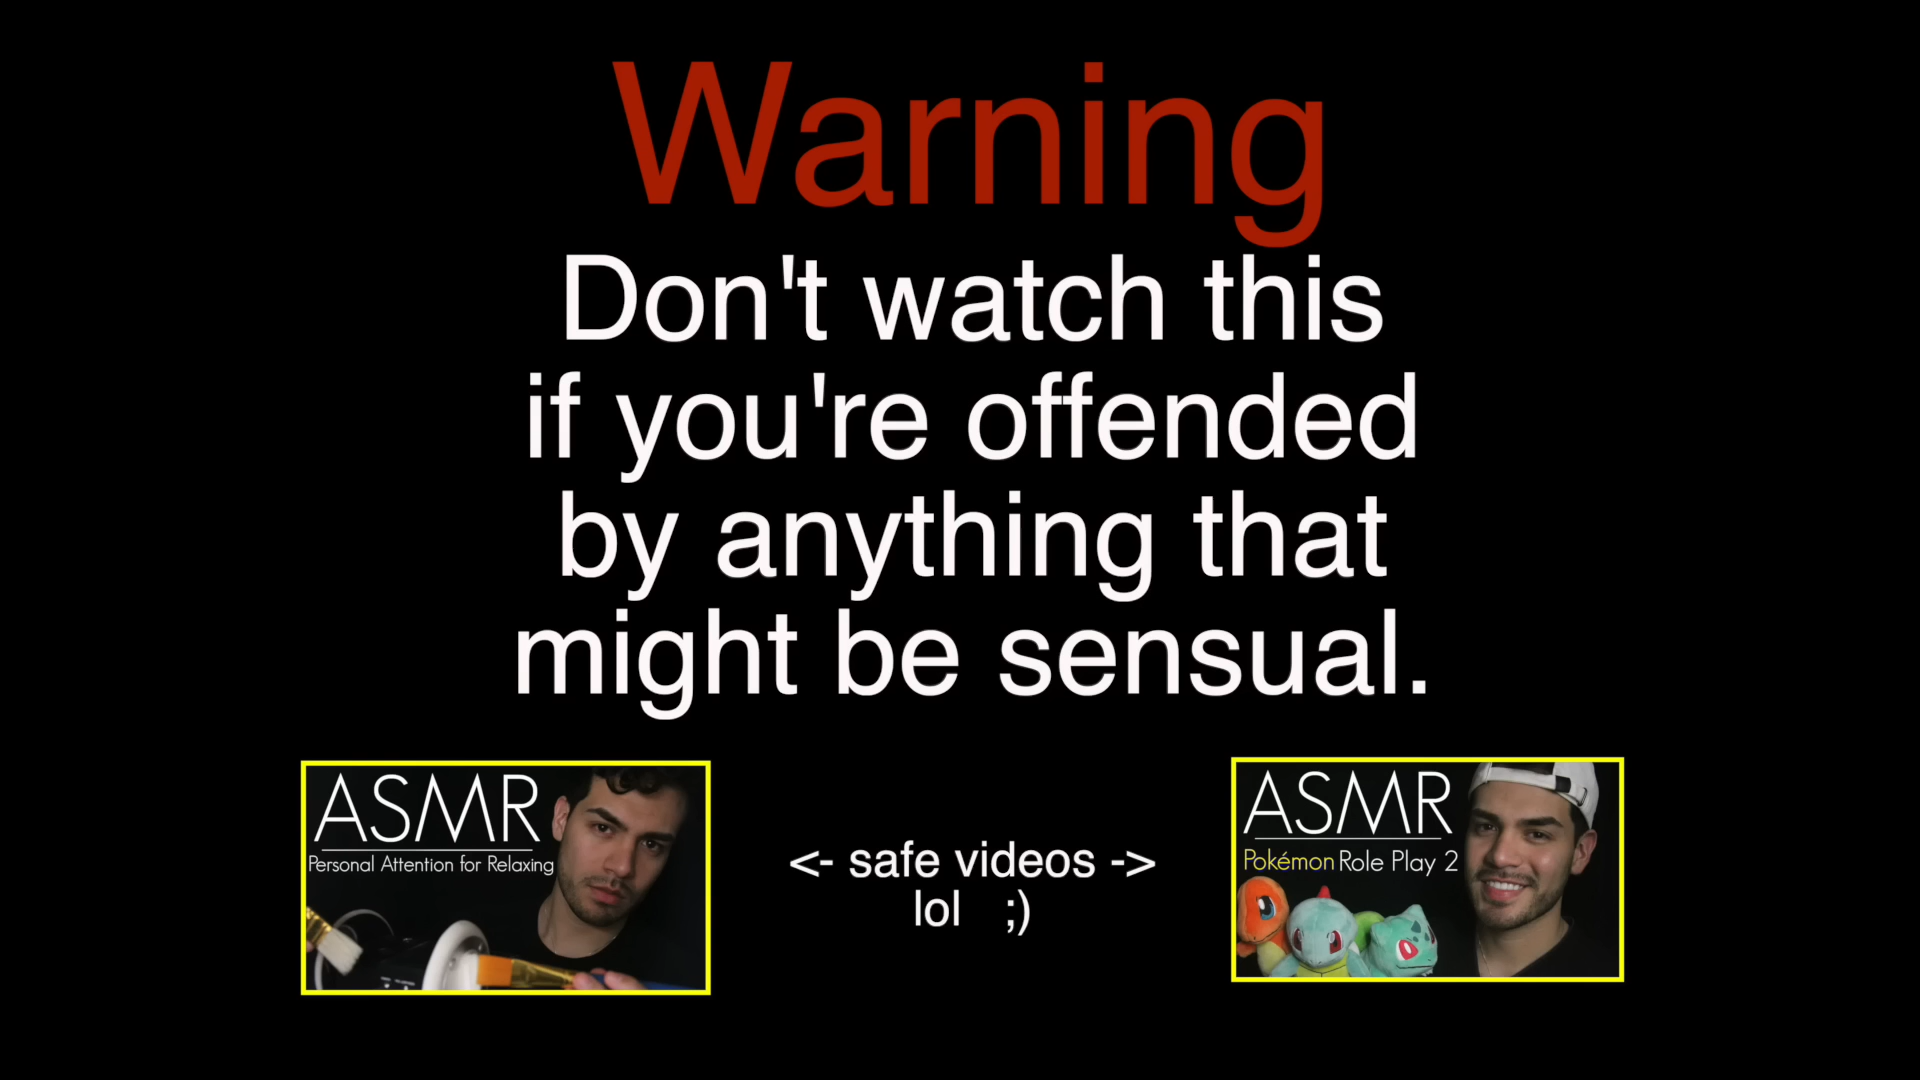 Warning
Don't watch this
if you're offended
by anything that
might be sensual.
ASMR
Personal Attention for Relaxing
<- safe videos ->
lol ;)
ASMR
Pokémon Role Play 2